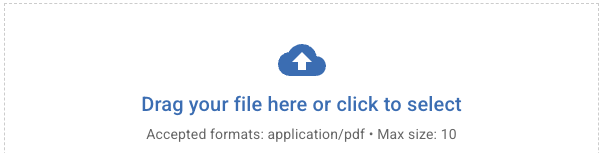 Drag your file here or click to select
Accepted formats: application/pdf • Max size: 10